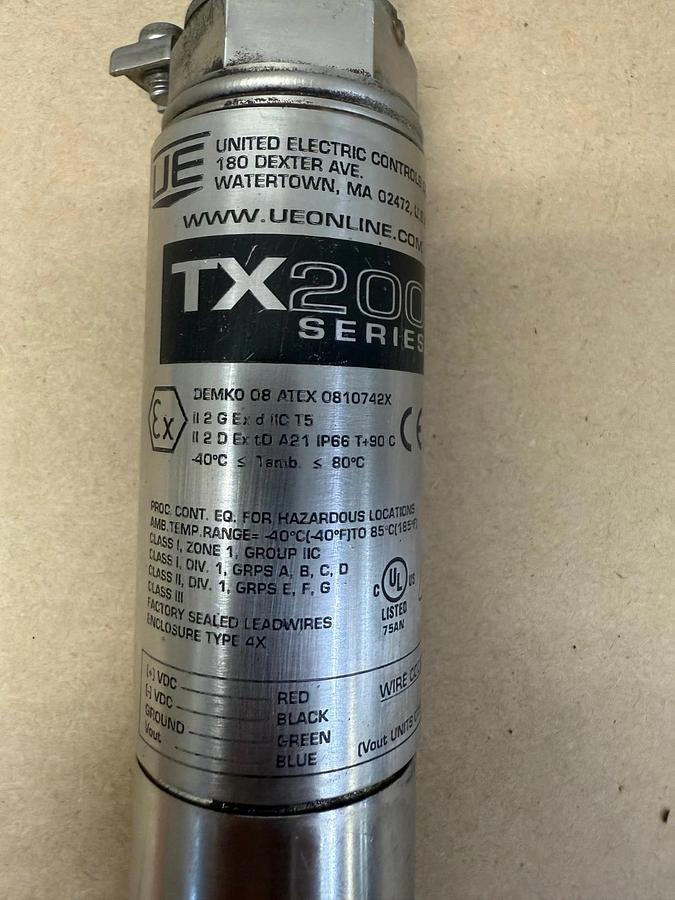 UE
UNITED ELECTRIC CONTROLS
180 DEXTER AVE.
WATERTOWN, MA 02472, U.S.
WWW.UEONLINE.COM
TX200
SERIES
Ex
DEMKO 08 ATEX 0810742X
II 2 G Ex d IIC T5
II 2 D Ex tD A21 IP66 T+90 C
-40°C ≤ Tamb. ≤ 80°C
CE
PROC. CONT. EQ. FOR HAZARDOUS LOCATIONS
AMB.TEMP.RANGE= -40°C(-40°F)TO 85°C(185°F)
CLASS I, ZONE 1, GROUP IIC
CLASS I, DIV. 1, GRPS A, B, C, D
CLASS II, DIV. 1, GRPS E, F, G
CLASS III
FACTORY SEALED LEADWIRES
ENCLOSURE TYPE 4X
C UL US
LISTED
75AN
WIRE
(+) VDC RED
(-) VDC BLACK
GROUND GREEN
Vout BLUE
(Vout UNITS